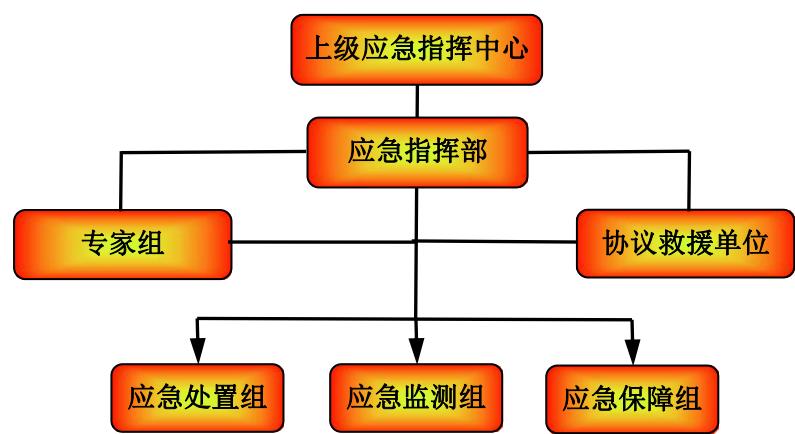 上级应急指挥中心
应急指挥部
专家组
协议救援单位
应急处置组
应急监测组
应急保障组